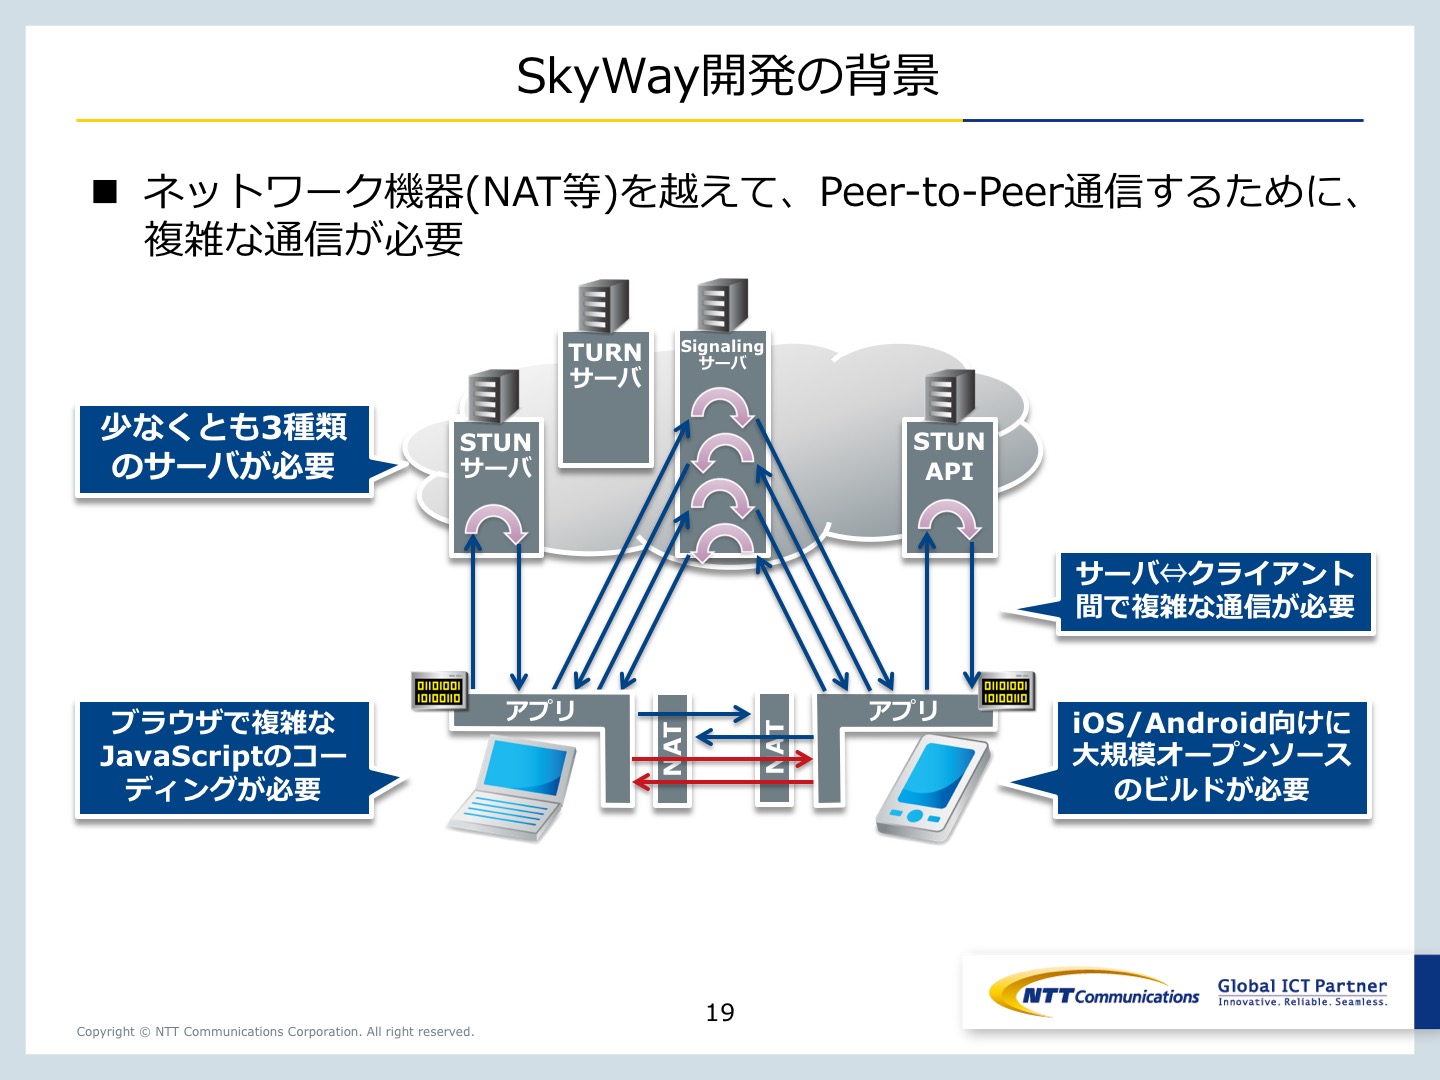 SkyWay開発の背景
■ ネットワーク機器(NAT等)を越えて、Peer-to-Peer通信するために、
複雑な通信が必要
TURN
サーバ
Signaling
サーバ
STUN
サーバ
STUN
API
少なくとも3種類
のサーバが必要
サーバ⇔クライアント
間で複雑な通信が必要
01101001
10100110
アプリ
NAT
NAT
アプリ
01101001
10100110
ブラウザで複雑な
JavaScriptのコー
ディングが必要
iOS/Android向けに
大規模オープンソース
のビルドが必要
NTT Communications
Global ICT Partner
Innovative. Reliable. Seamless.
19
Copyright © NTT Communications Corporation. All right reserved.